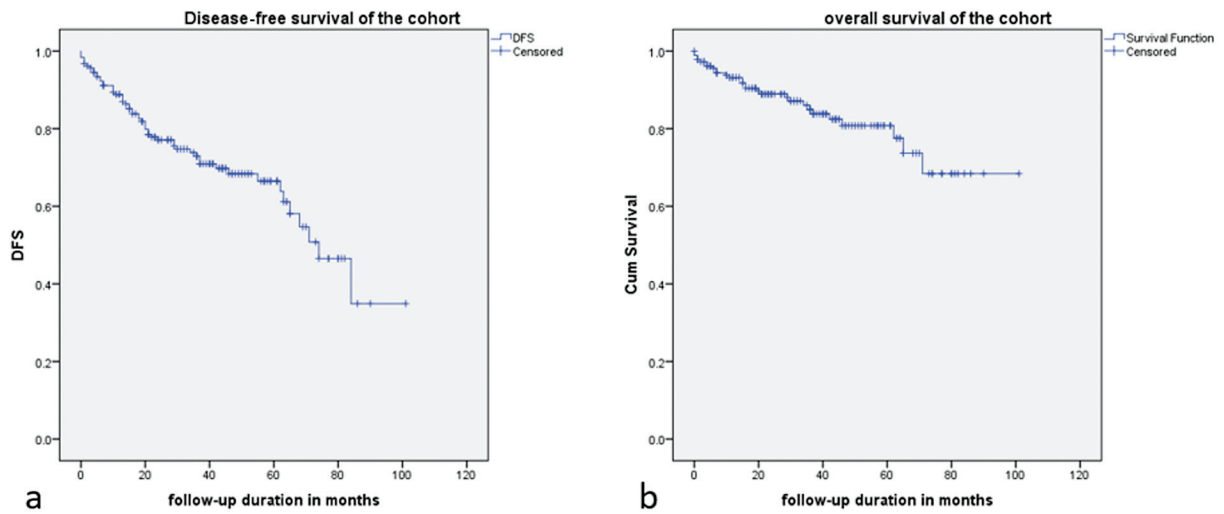 Disease-free survival of the cohort
DFS
Censored
1.0
0.8
0.6
0.4
0.2
0.0
DFS
0 20 40 60 80 100 120
follow-up duration in months
a
overall survival of the cohort
Survival Function
Censored
1.0
0.8
0.6
0.4
0.2
0.0
Cum Survival
0 20 40 60 80 100 120
follow-up duration in months
b